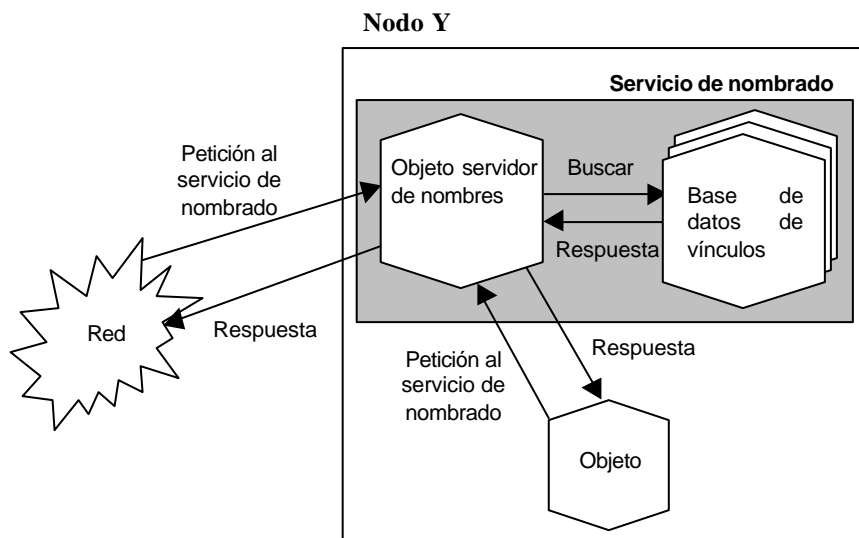 Nodo Y
Servicio de nombrado
Petición al
servicio de
nombrado
Objeto servidor
de nombres
Buscar
Respuesta
Base de
datos de
vínculos
Red
Respuesta
Petición al
servicio de
nombrado
Respuesta
Objeto